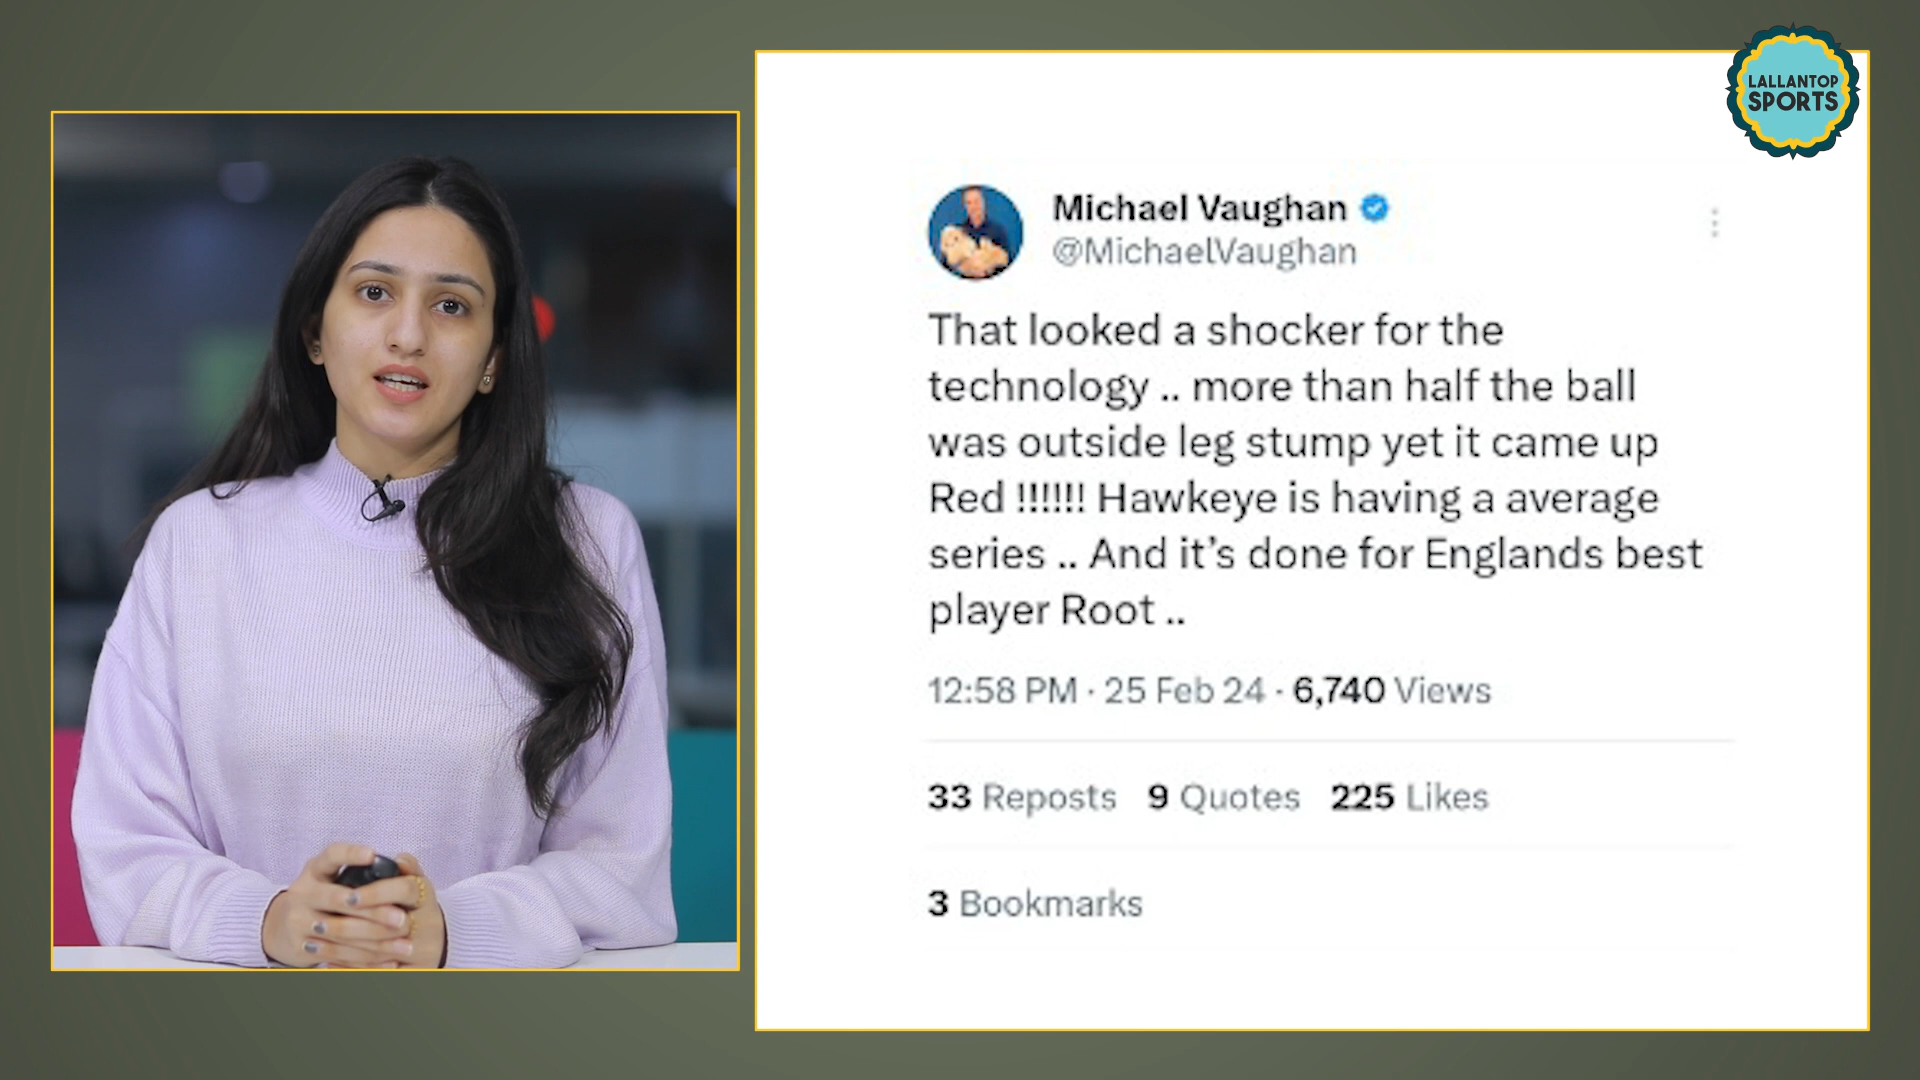 LALLANTOP
SPORTS
Michael Vaughan
@MichaelVaughan
That looked a shocker for the
technology .. more than half the ball
was outside leg stump yet it came up
Red !!!!!! Hawkeye is having a average
series .. And it’s done for Englands best
player Root ..
12:58 PM · 25 Feb 24 · 6,740 Views
33 Reposts 9 Quotes 225 Likes
3 Bookmarks